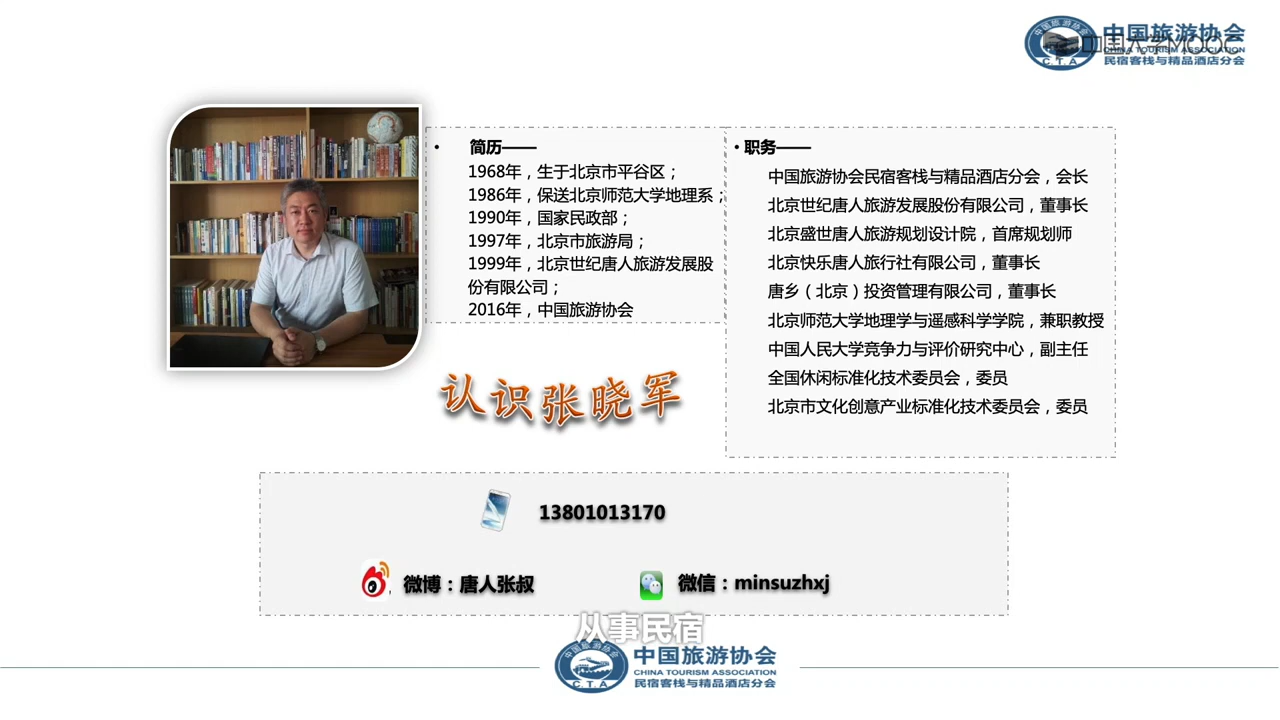 中国旅游协会
CHINA TOURISM ASSOCIATION
民宿客栈与精品酒店分会
中国大学MOOC
C.T.A
• 简历——
1968年，生于北京市平谷区；
1986年，保送北京师范大学地理系；
1990年，国家民政部；
1997年，北京市旅游局；
1999年，北京世纪唐人旅游发展股
份有限公司；
2016年，中国旅游协会
• 职务——
中国旅游协会民宿客栈与精品酒店分会，会长
北京世纪唐人旅游发展股份有限公司，董事长
北京盛世唐人旅游规划设计院，首席规划师
北京快乐唐人旅行社有限公司，董事长
唐乡（北京）投资管理有限公司，董事长
北京师范大学地理学与遥感科学学院，兼职教授
中国人民大学竞争力与评价研究中心，副主任
全国休闲标准化技术委员会，委员
北京市文化创意产业标准化技术委员会，委员
认识张晓军
13801013170
微博：唐人张叔
微信：minsuzhxj
从事民宿
中国旅游协会
CHINA TOURISM ASSOCIATION
民宿客栈与精品酒店分会
中国旅游协会
C.T.A